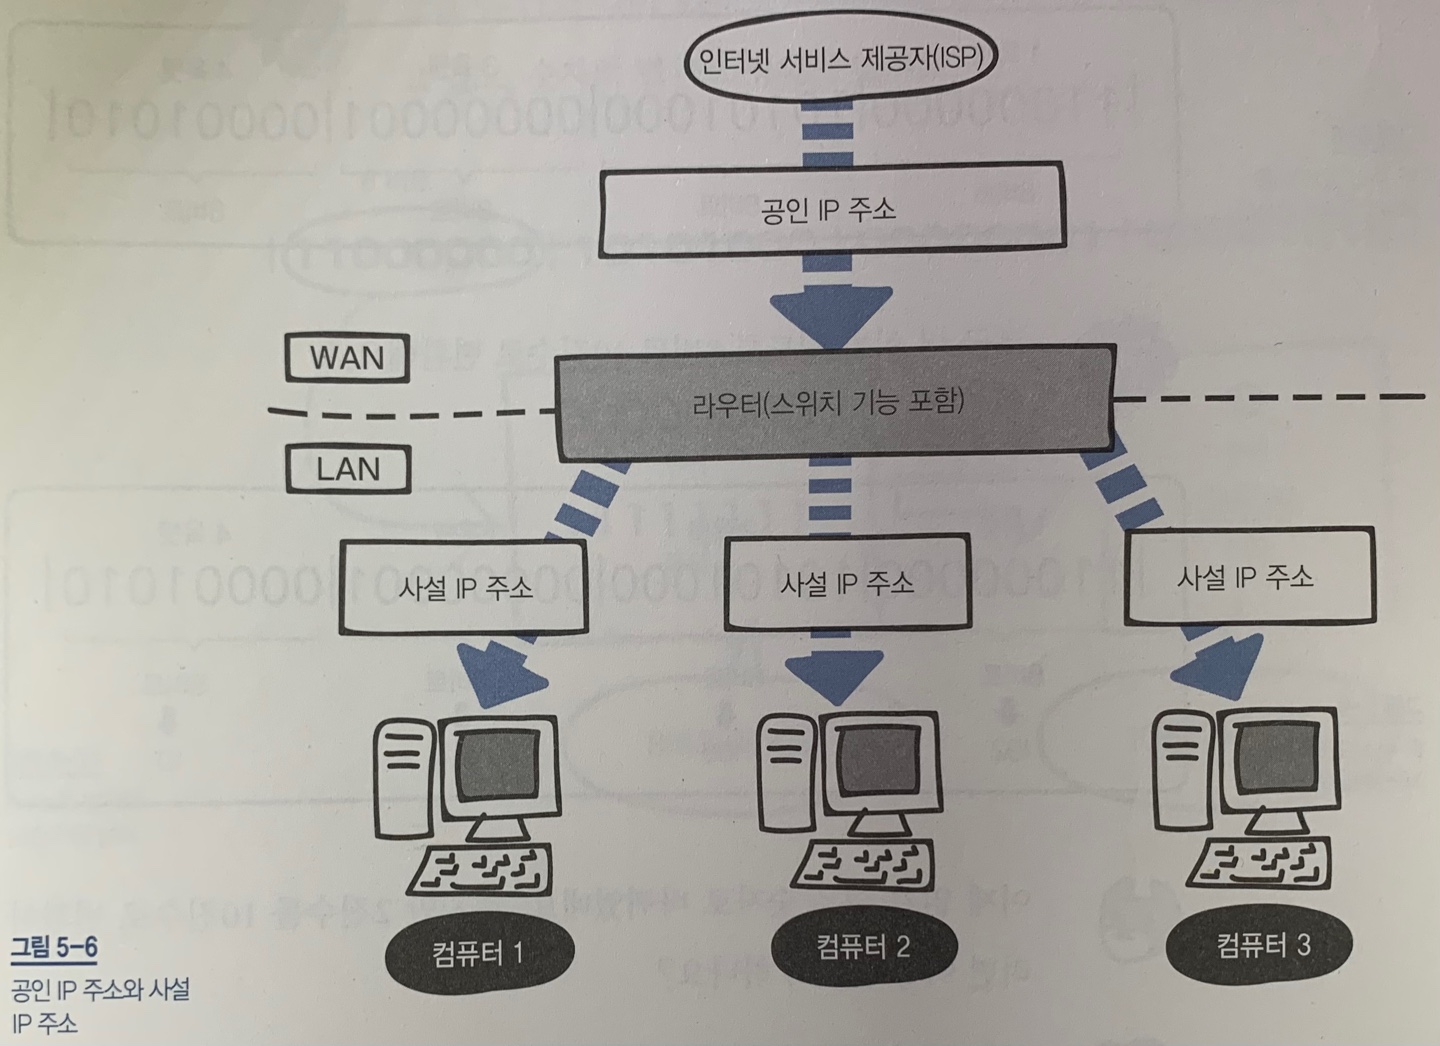 인터넷 서비스 제공자(ISP)
공인 IP 주소
WAN
라우터(스위치 기능 포함)
LAN
사설 IP 주소
사설 IP 주소
사설 IP 주소
컴퓨터 1
컴퓨터 2
컴퓨터 3
그림 5-6
공인 IP 주소와 사설
IP 주소